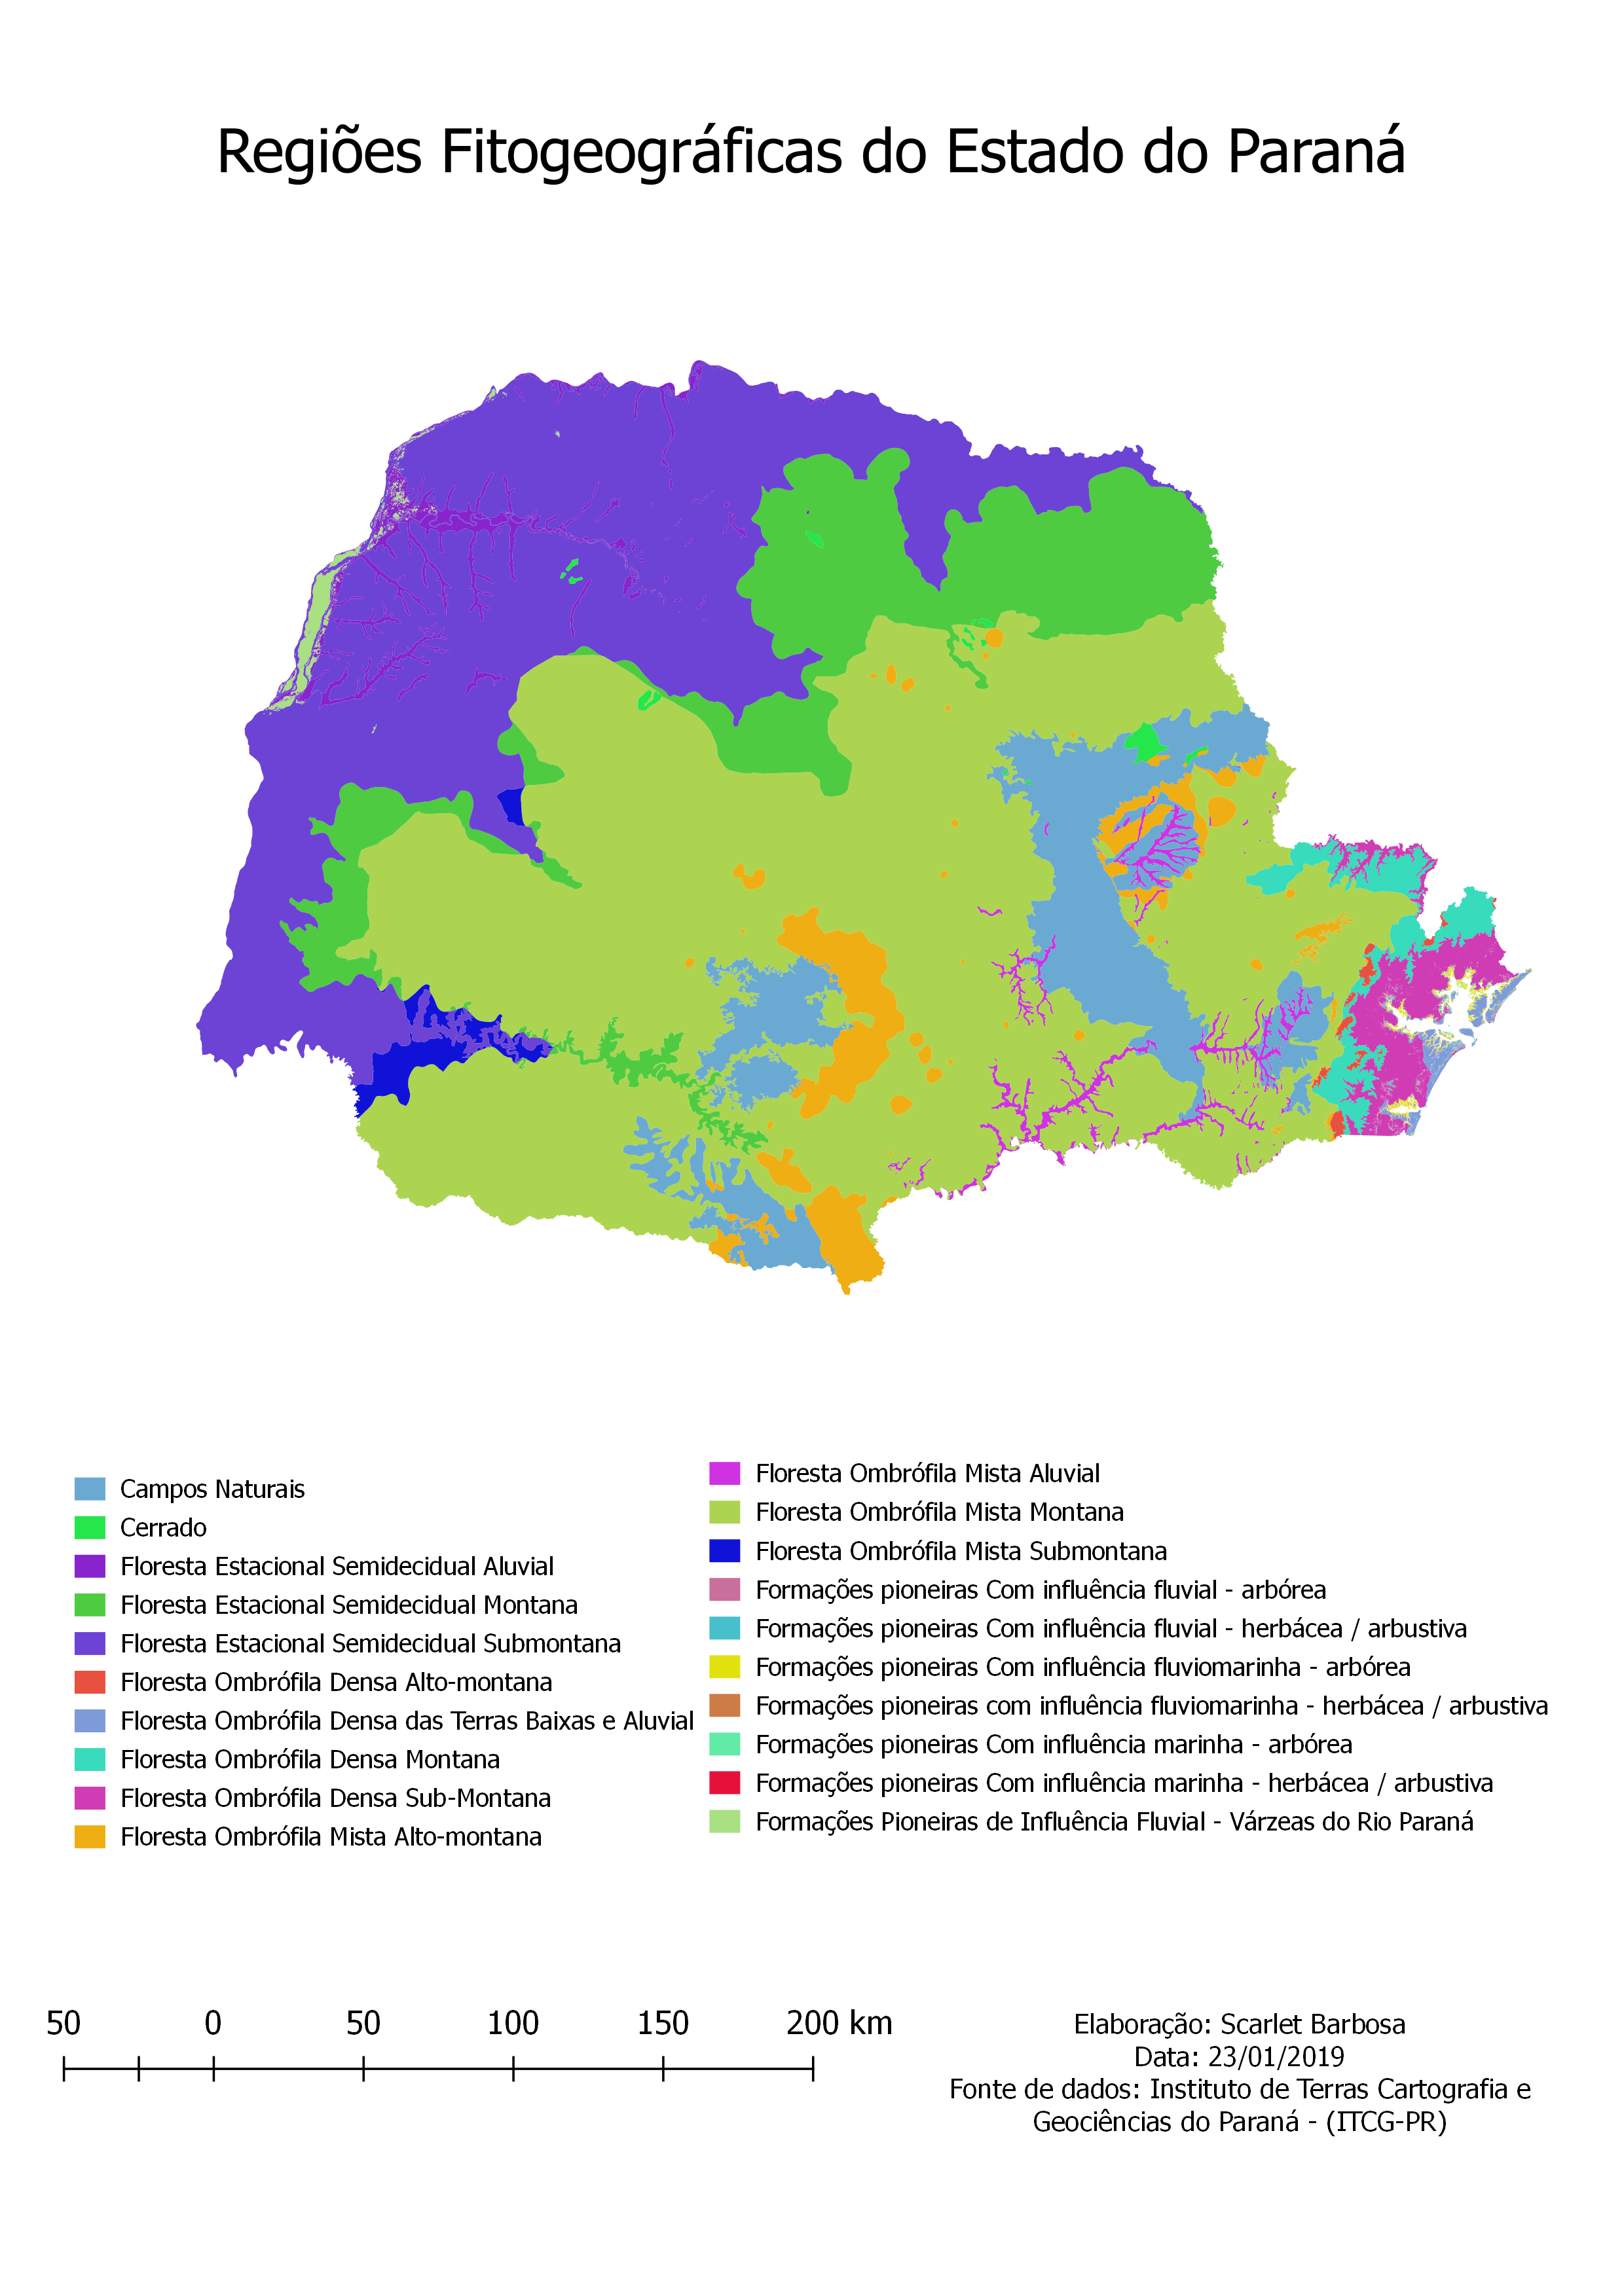 Regiões Fitogeográficas do Estado do Paraná
Campos Naturais
Cerrado
Floresta Estacional Semidecidual Aluvial
Floresta Estacional Semidecidual Montana
Floresta Estacional Semidecidual Submontana
Floresta Ombrófila Densa Alto-montana
Floresta Ombrófila Densa das Terras Baixas e Aluvial
Floresta Ombrófila Densa Montana
Floresta Ombrófila Densa Sub-Montana
Floresta Ombrófila Mista Alto-montana
Floresta Ombrófila Mista Aluvial
Floresta Ombrófila Mista Montana
Floresta Ombrófila Mista Submontana
Formações pioneiras Com influência fluvial - arbórea
Formações pioneiras Com influência fluvial - herbácea / arbustiva
Formações pioneiras Com influência fluviomarinha - arbórea
Formações pioneiras com influência fluviomarinha - herbácea / arbustiva
Formações pioneiras Com influência marinha - arbórea
Formações pioneiras Com influência marinha - herbácea / arbustiva
Formações Pioneiras de Influência Fluvial - Várzeas do Rio Paraná
50 0 50 100 150 200 km
Elaboração: Scarlet Barbosa
Data: 23/01/2019
Fonte de dados: Instituto de Terras Cartografia e
Geociências do Paraná - (ITCG-PR)